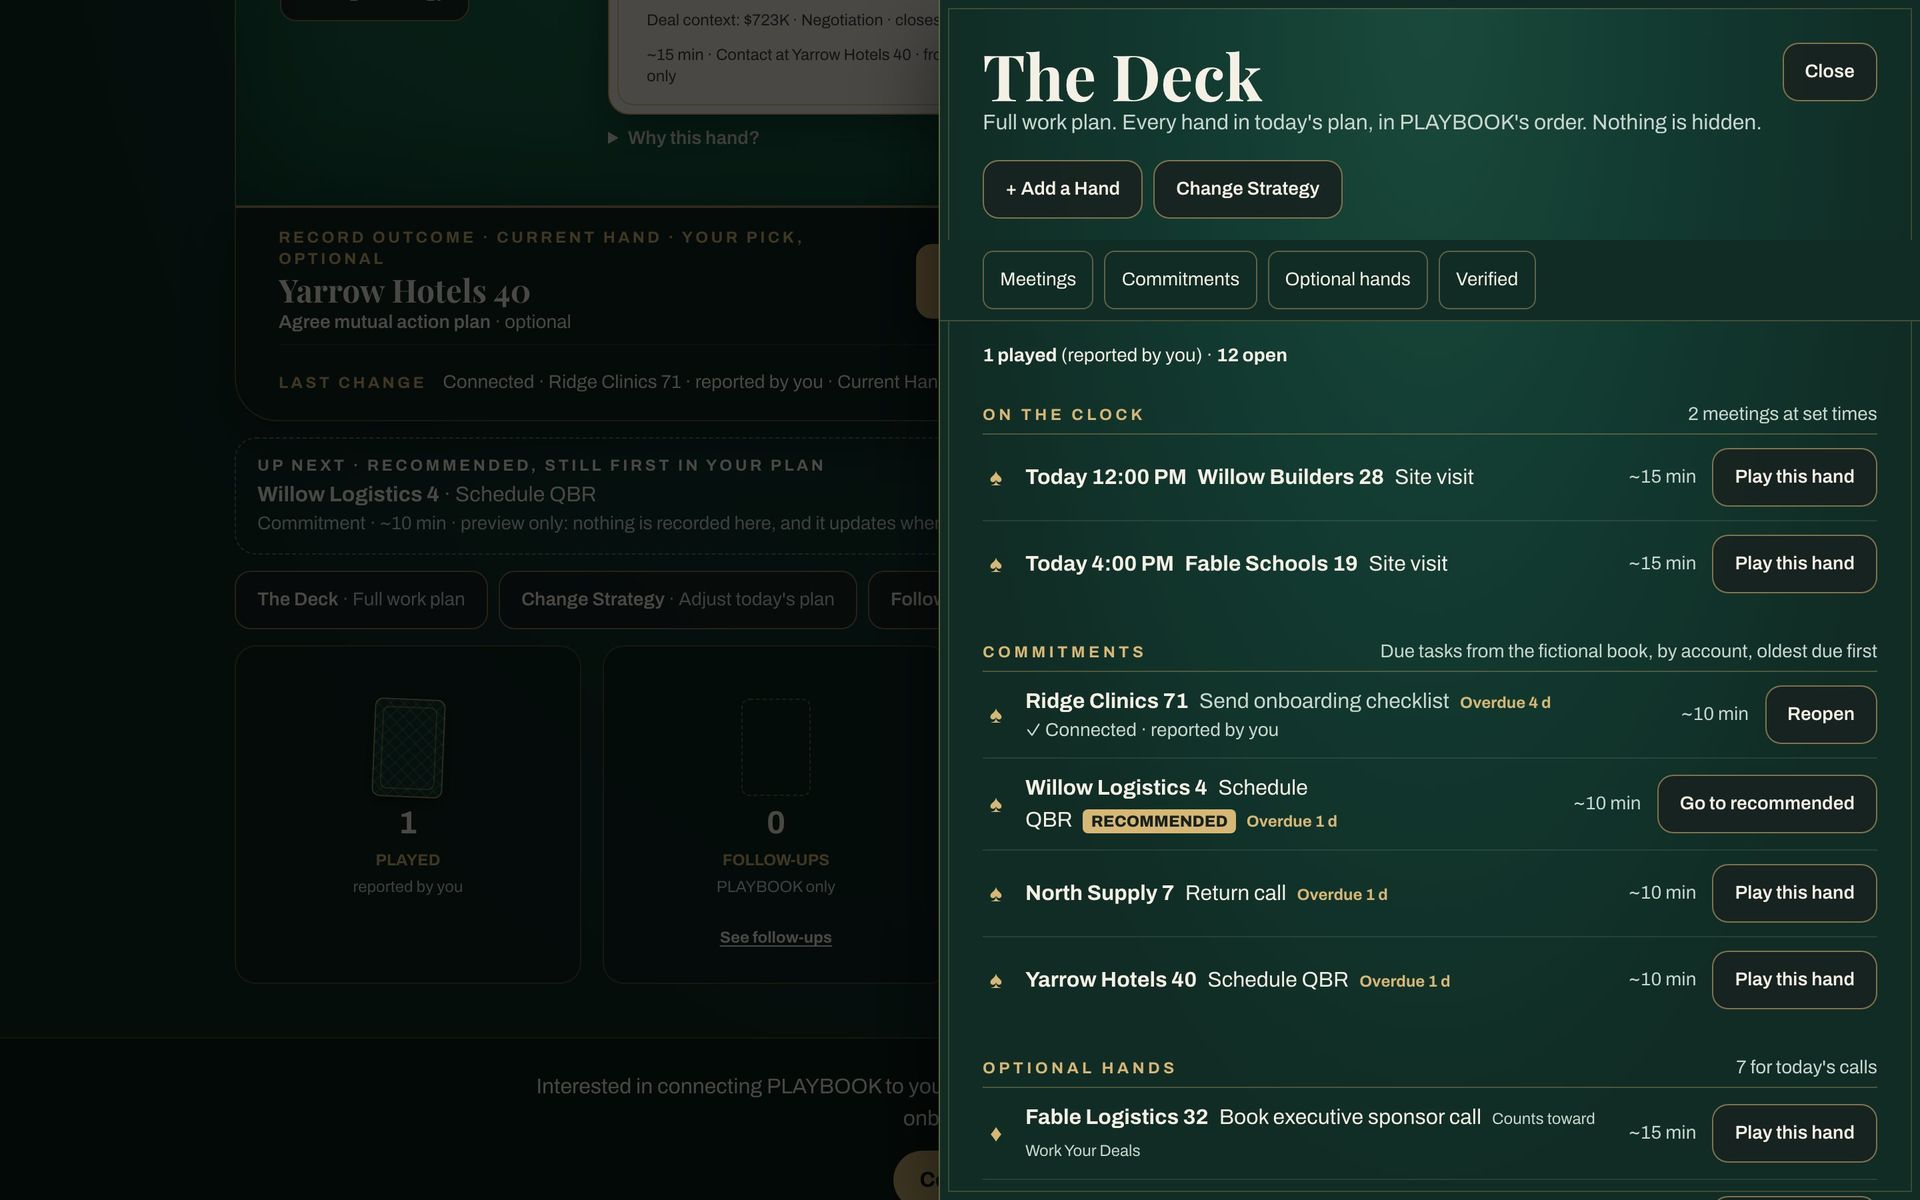 Deal context: $723K · Negotiation · closes
~15 min · Contact at Yarrow Hotels 40 ·
only
▶ Why this hand?
RECORD OUTCOME · CURRENT HAND · YOUR PICK,
OPTIONAL
Yarrow Hotels 40
Agree mutual action plan · optional
LAST CHANGE Connected · Ridge Clinics 71 · reported by you · Current
UP NEXT · RECOMMENDED, STILL FIRST IN YOUR PLAN
Willow Logistics 4 · Schedule QBR
Commitment · ~10 min · preview only: nothing is recorded here, and it updates
The Deck · Full work plan
Change Strategy · Adjust today's plan
1
PLAYED
reported by you
0
FOLLOW-UPS
PLAYBOOK only
See follow-ups
Interested in connecting PLAYBOOK to
The Deck
Close
Full work plan. Every hand in today's plan, in PLAYBOOK's order. Nothing is hidden.
+ Add a Hand
Change Strategy
Meetings
Commitments
Optional hands
Verified
1 played (reported by you) · 12 open
ON THE CLOCK
2 meetings at set times
♠ Today 12:00 PM Willow Builders 28 Site visit ~15 min Play this hand
♠ Today 4:00 PM Fable Schools 19 Site visit ~15 min Play this hand
COMMITMENTS
Due tasks from the fictional book, by account, oldest due first
♠ Ridge Clinics 71 Send onboarding checklist Overdue 4 d
✓ Connected · reported by you
~10 min Reopen
♠ Willow Logistics 4 Schedule
QBR RECOMMENDED Overdue 1 d
~10 min Go to recommended
♠ North Supply 7 Return call Overdue 1 d ~10 min Play this hand
♠ Yarrow Hotels 40 Schedule QBR Overdue 1 d ~10 min Play this hand
OPTIONAL HANDS
7 for today's calls
♦ Fable Logistics 32 Book executive sponsor call Counts toward
Work Your Deals
~15 min Play this hand